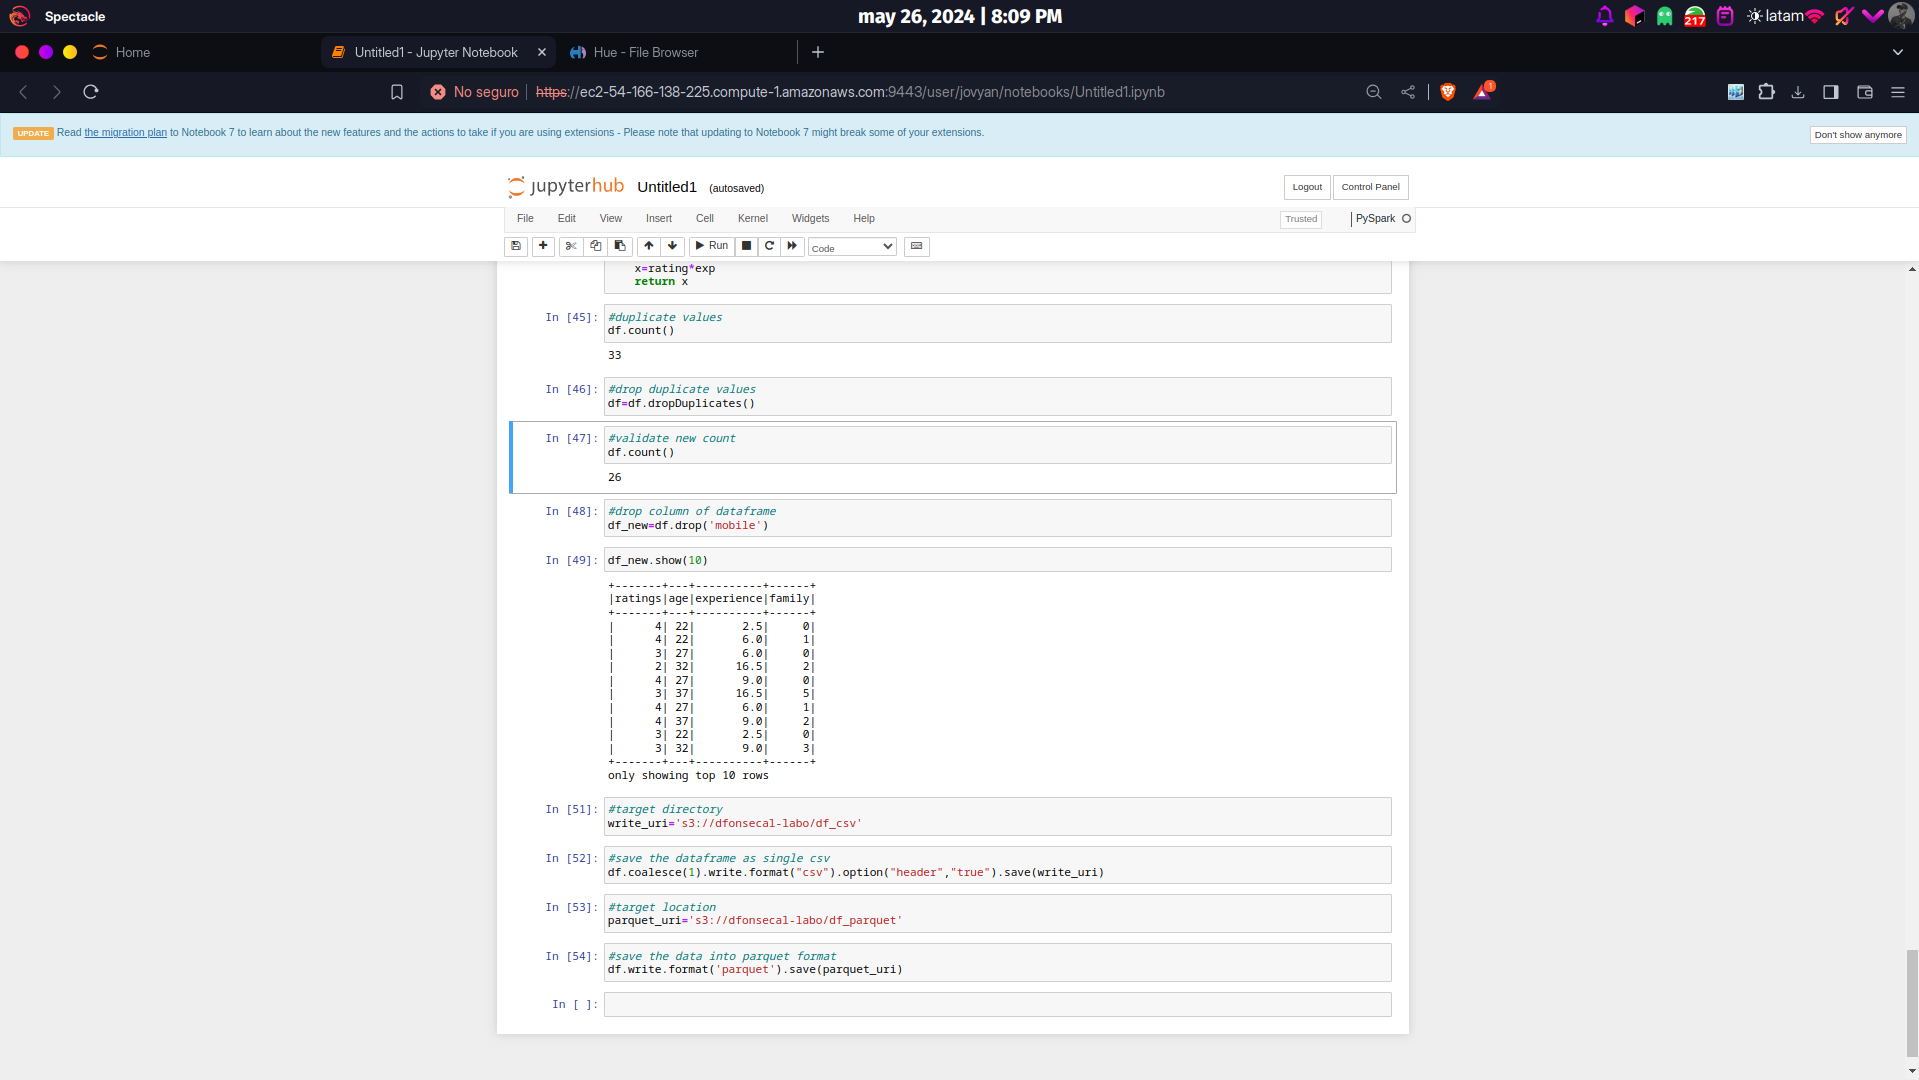 Spectacle
may 26, 2024 | 8:09 PM
217
latam
Home
Untitled1 - Jupyter Notebook
Hue - File Browser
No seguro
https://ec2-54-166-138-225.compute-1.amazonaws.com:9443/user/jovyan/notebooks/Untitled1.ipynb
1
UPDATE Read the migration plan to Notebook 7 to learn about the new features and the actions to take if you are using extensions - Please note that updating to Notebook 7 might break some of your extensions.
Don't show anymore
jupyterhub Untitled1 (autosaved)
Logout Control Panel
File Edit View Insert Cell Kernel Widgets Help
Trusted PySpark
Run Code
x=rating*exp
return x
In [45]: #duplicate values
df.count()
33
In [46]: #drop duplicate values
df=df.dropDuplicates()
In [47]: #validate new count
df.count()
26
In [48]: #drop column of dataframe
df_new=df.drop('mobile')
In [49]: df_new.show(10)
+-------+---+----------+------+
|ratings|age|experience|family|
+-------+---+----------+------+
|      4| 22|       2.5|     0|
|      4| 22|       6.0|     1|
|      3| 27|       6.0|     0|
|      2| 32|      16.5|     2|
|      4| 27|       9.0|     0|
|      3| 37|      16.5|     5|
|      4| 27|       6.0|     1|
|      4| 37|       9.0|     2|
|      3| 22|       2.5|     0|
|      3| 32|       9.0|     3|
+-------+---+----------+------+
only showing top 10 rows
In [51]: #target directory
write_uri='s3://dfonsecal-labo/df_csv'
In [52]: #save the dataframe as single csv
df.coalesce(1).write.format("csv").option("header","true").save(write_uri)
In [53]: #target location
parquet_uri='s3://dfonsecal-labo/df_parquet'
In [54]: #save the data into parquet format
df.write.format('parquet').save(parquet_uri)
In [ ]: